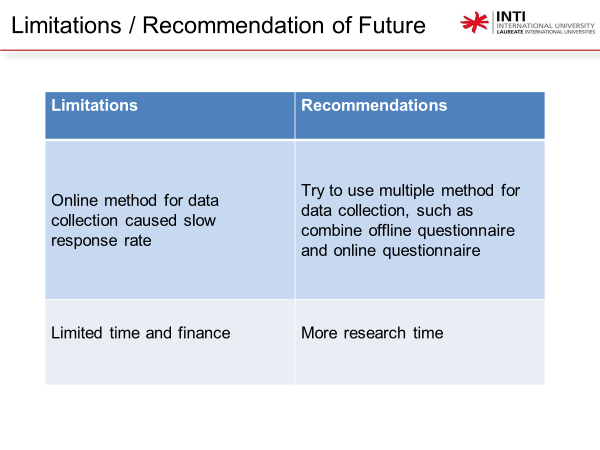 Limitations / Recommendation of Future
INTI
INTERNATIONAL UNIVERSITY
LAUREATE INTERNATIONAL UNIVERSITIES
Limitations
Recommendations
Online method for data
collection caused slow
response rate
Try to use multiple method for
data collection, such as
combine offline questionnaire
and online questionnaire
Limited time and finance
More research time